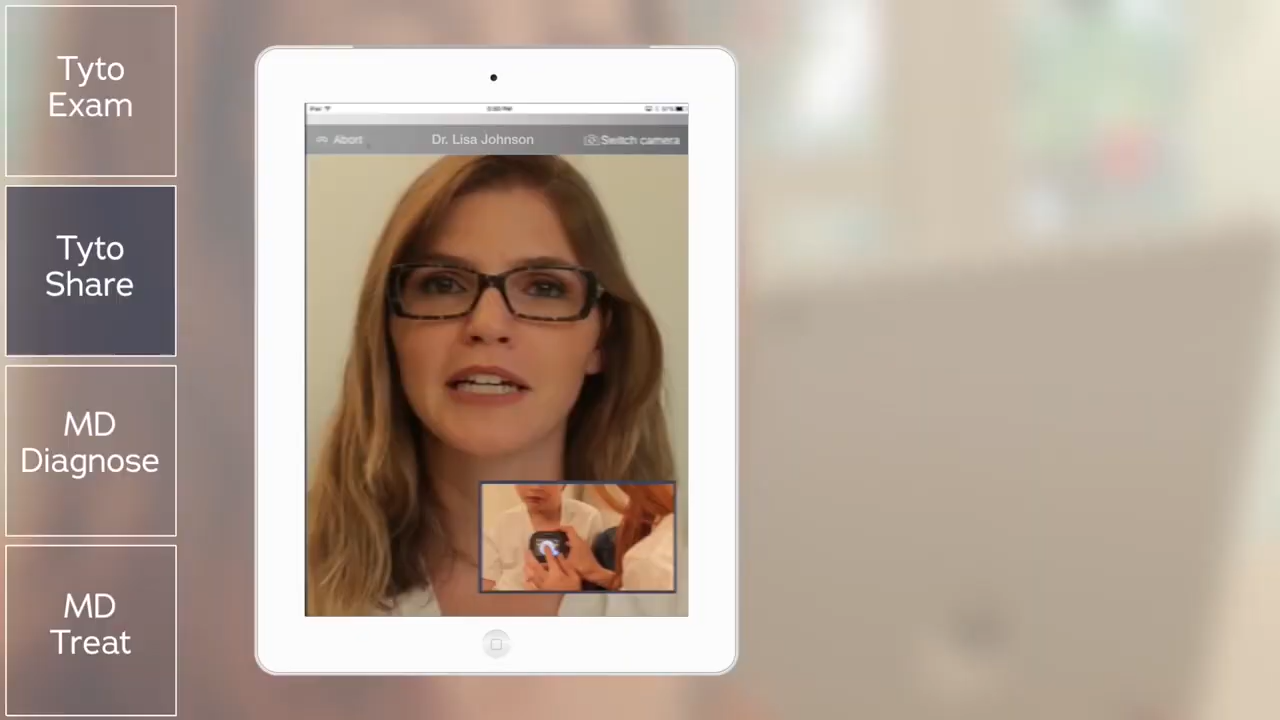 Tyto
Exam
Tyto
Share
MD
Diagnose
MD
Treat
Abort
Dr. Lisa Johnson
Switch camera